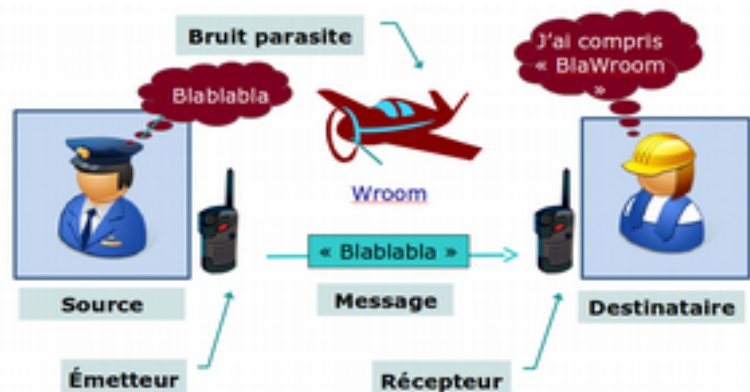 Bruit parasite
J'ai compris
« BlaWroom
»
Blablabla
Wroom
« Blablabla »
Source
Message
Destinataire
Émetteur
Récepteur